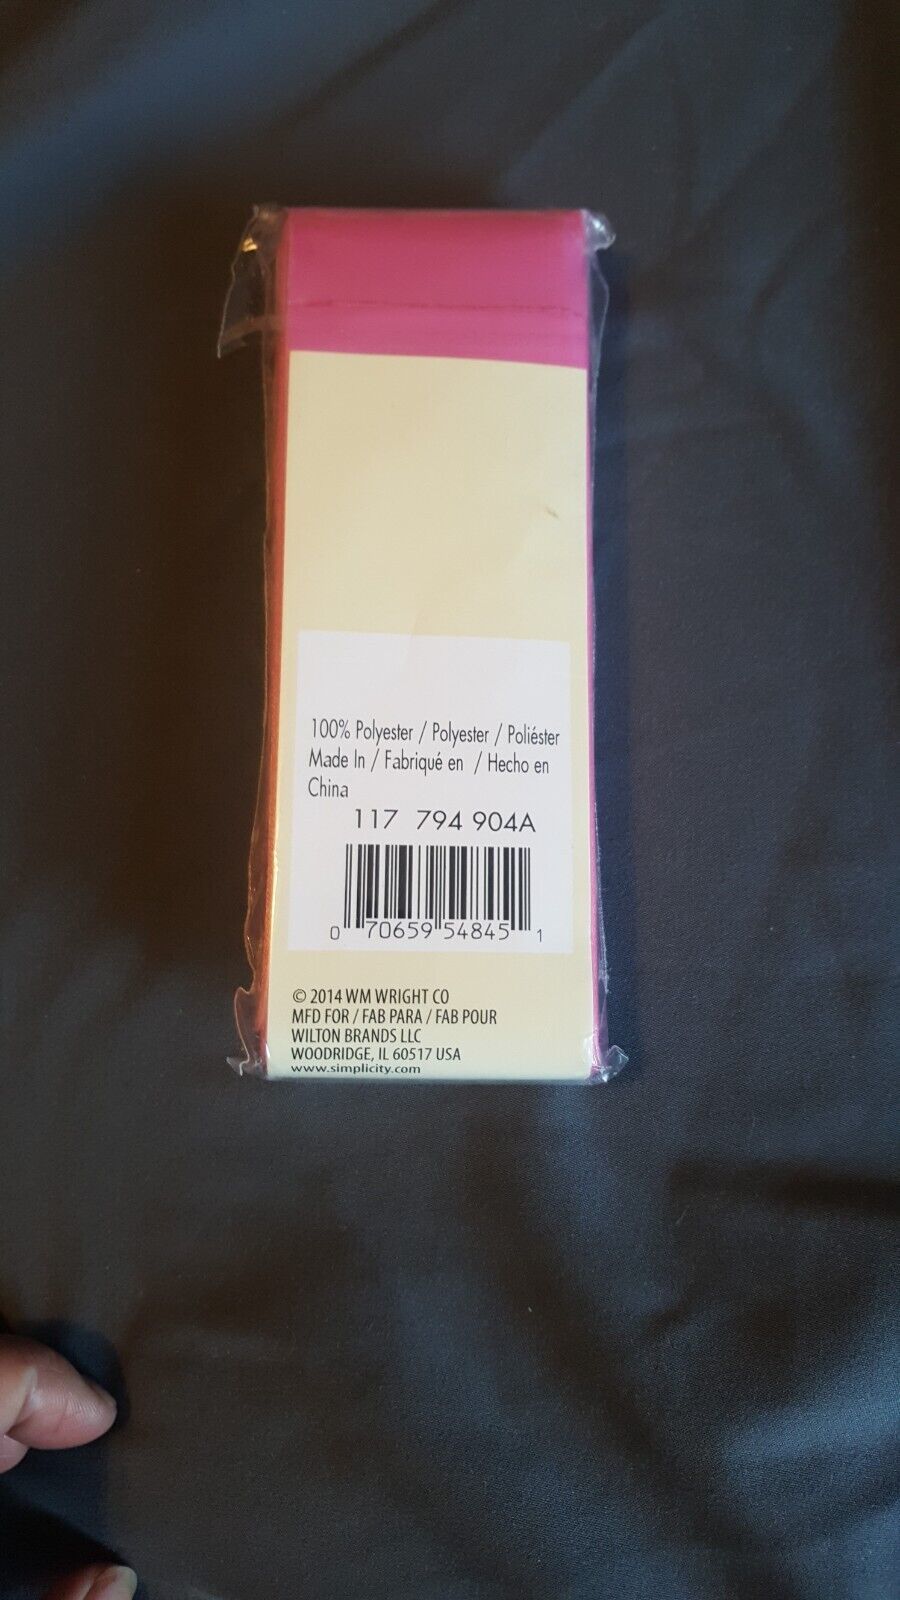 100% Polyester / Polyester / Poliéster
Made In / Fabriqué en / Hecho en
China
117 794 904A
0 70659 54845 1
© 2014 WM WRIGHT CO
MFD FOR / FAB PARA / FAB POUR
WILTON BRANDS LLC
WOODRIDGE, IL 60517 USA
www.simplicity.com